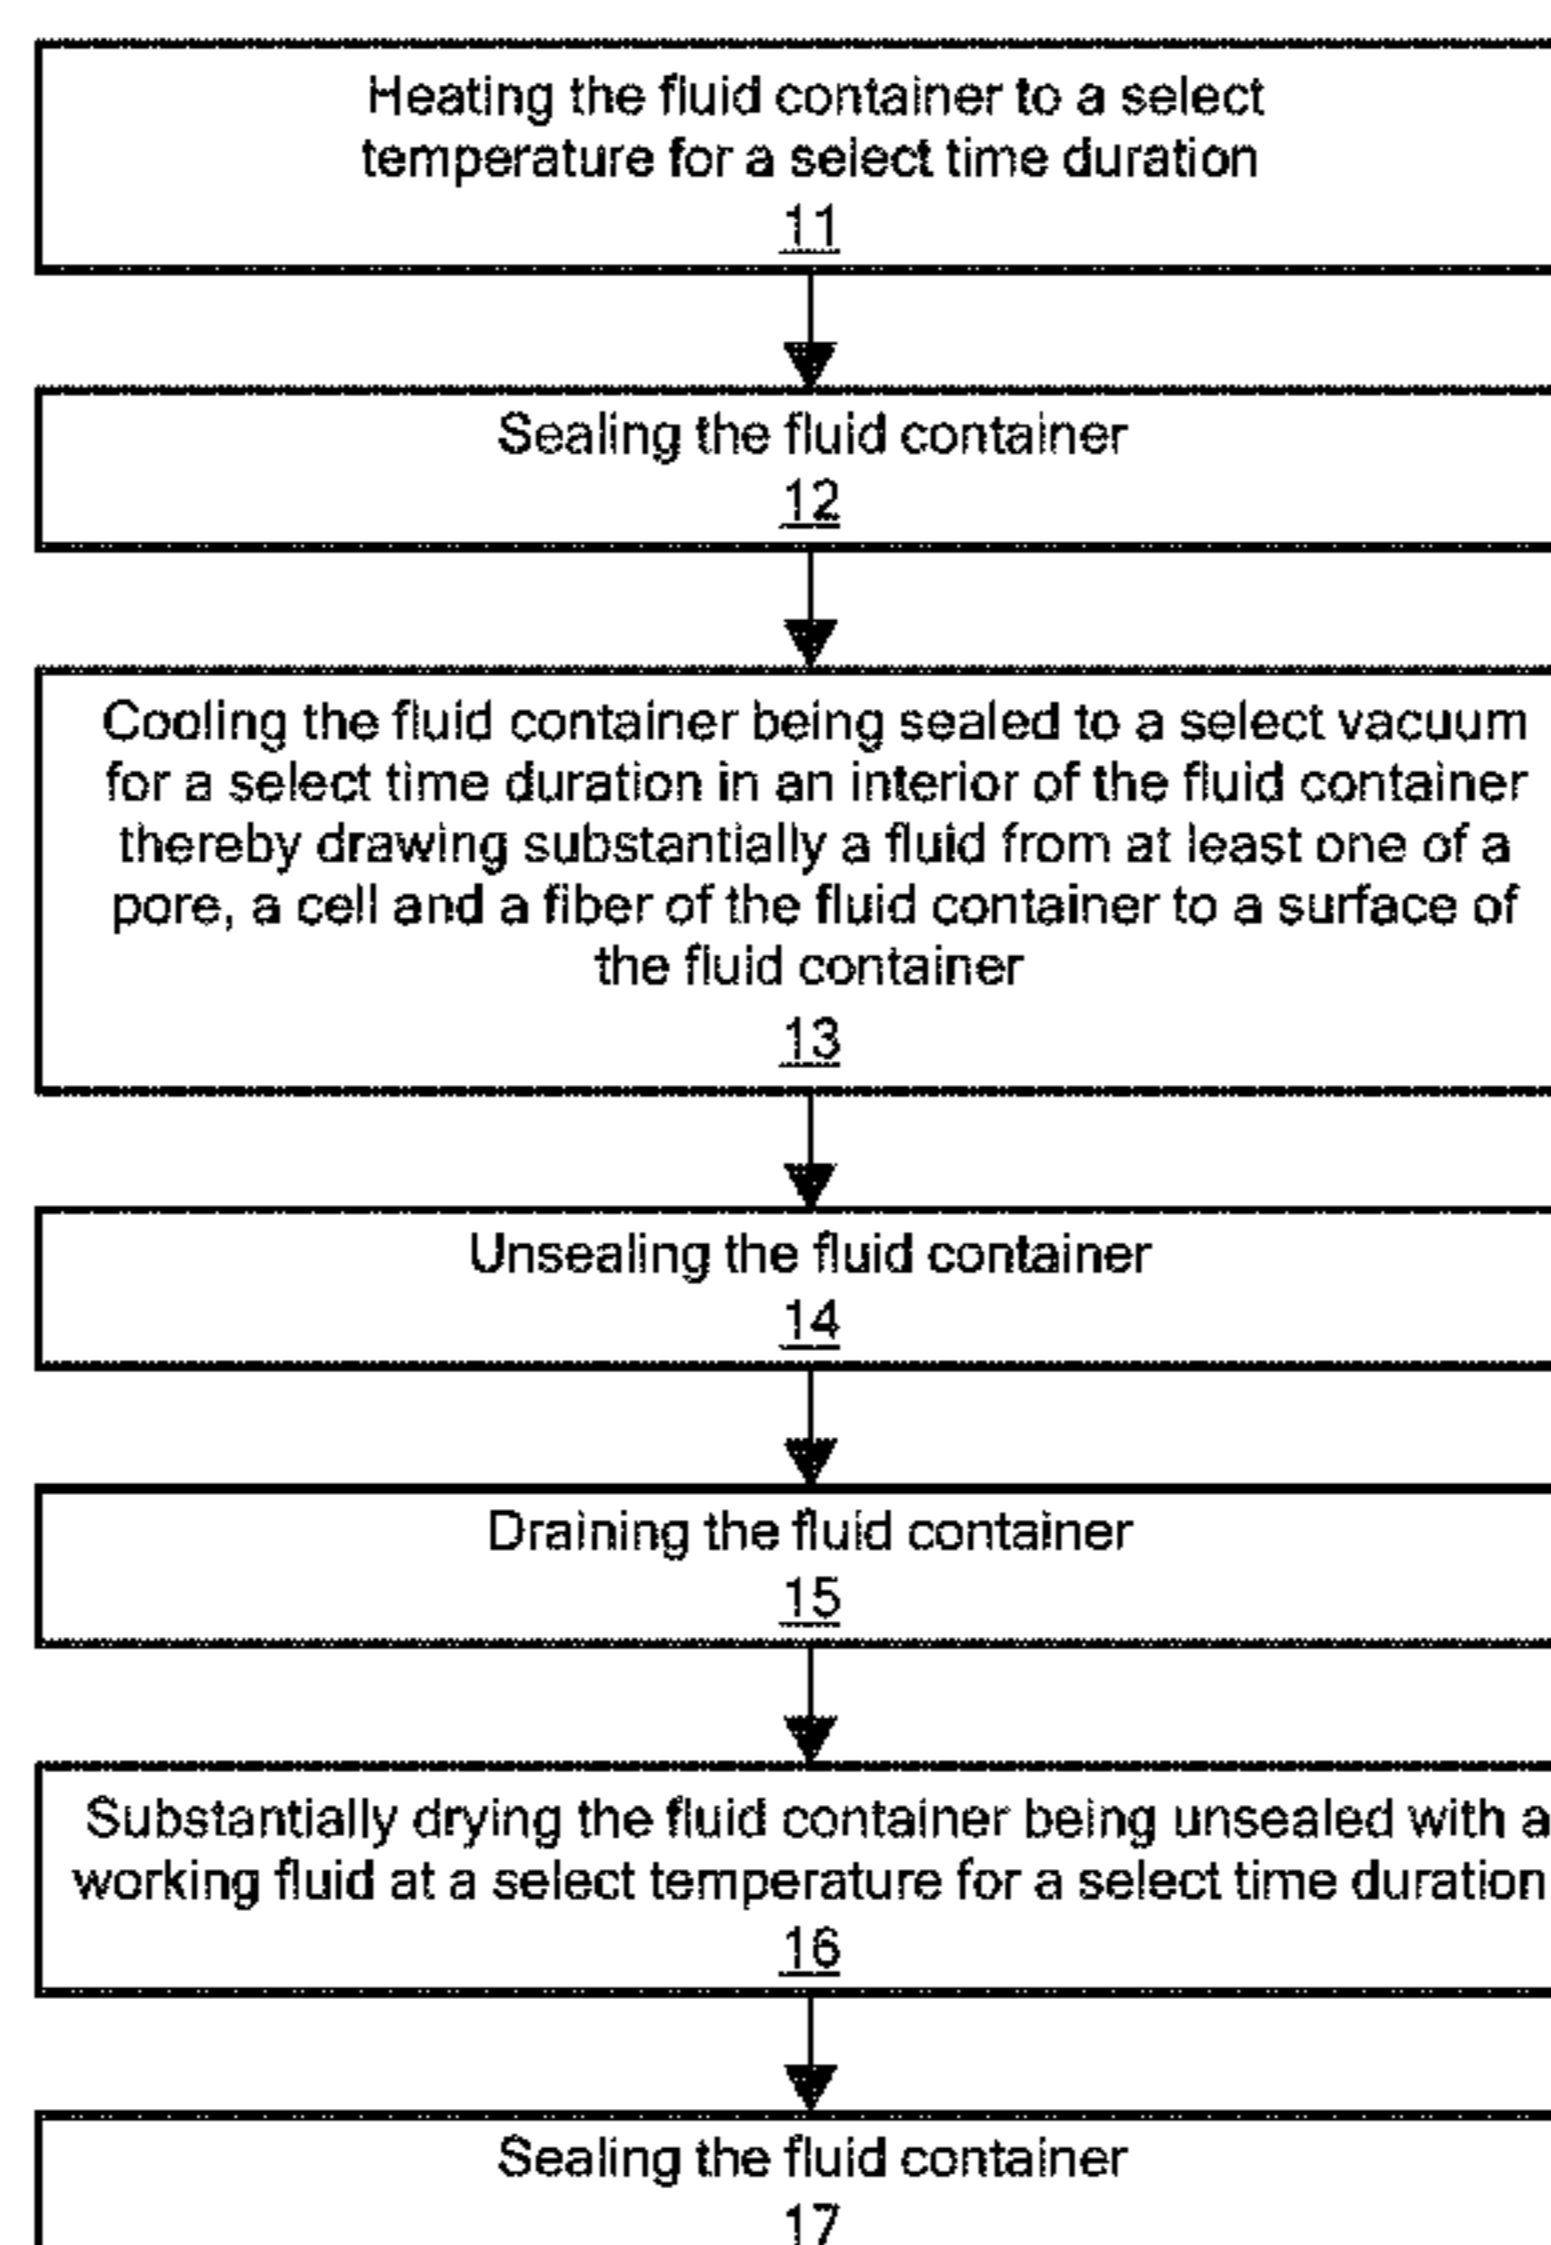 Heating the fluid container to a select
temperature for a select time duration
11
Sealing the fluid container
12
Cooling the fluid container being sealed to a select vacuum
for a select time duration in an interior of the fluid container
thereby drawing substantially a fluid from at least one of a
pore, a cell and a fiber of the fluid container to a surface of
the fluid container
13
Unsealing the fluid container
14
Draining the fluid container
15
Substantially drying the fluid container being unsealed with a
working fluid at a select temperature for a select time duration
16
Sealing the fluid container
17